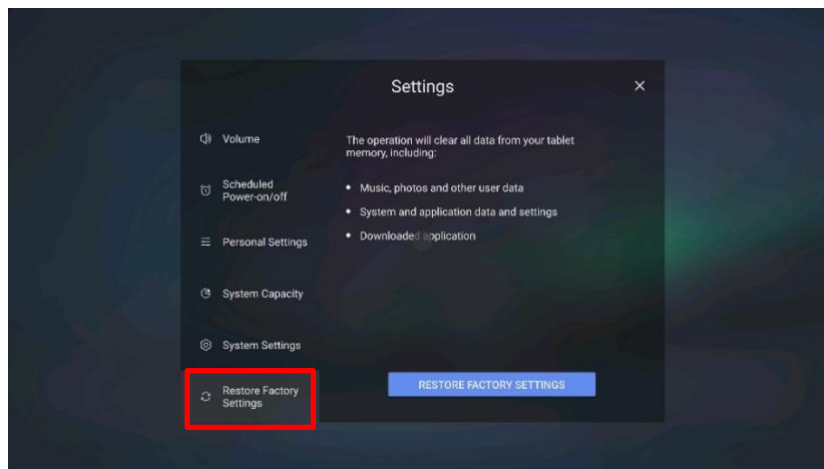 Settings
Volume
Scheduled
Power-on/off
Personal Settings
System Capacity
System Settings
Restore Factory
Settings
The operation will clear all data from your tablet
memory, including:
• Music, photos and other user data
• System and application data and settings
• Downloaded application
RESTORE FACTORY SETTINGS